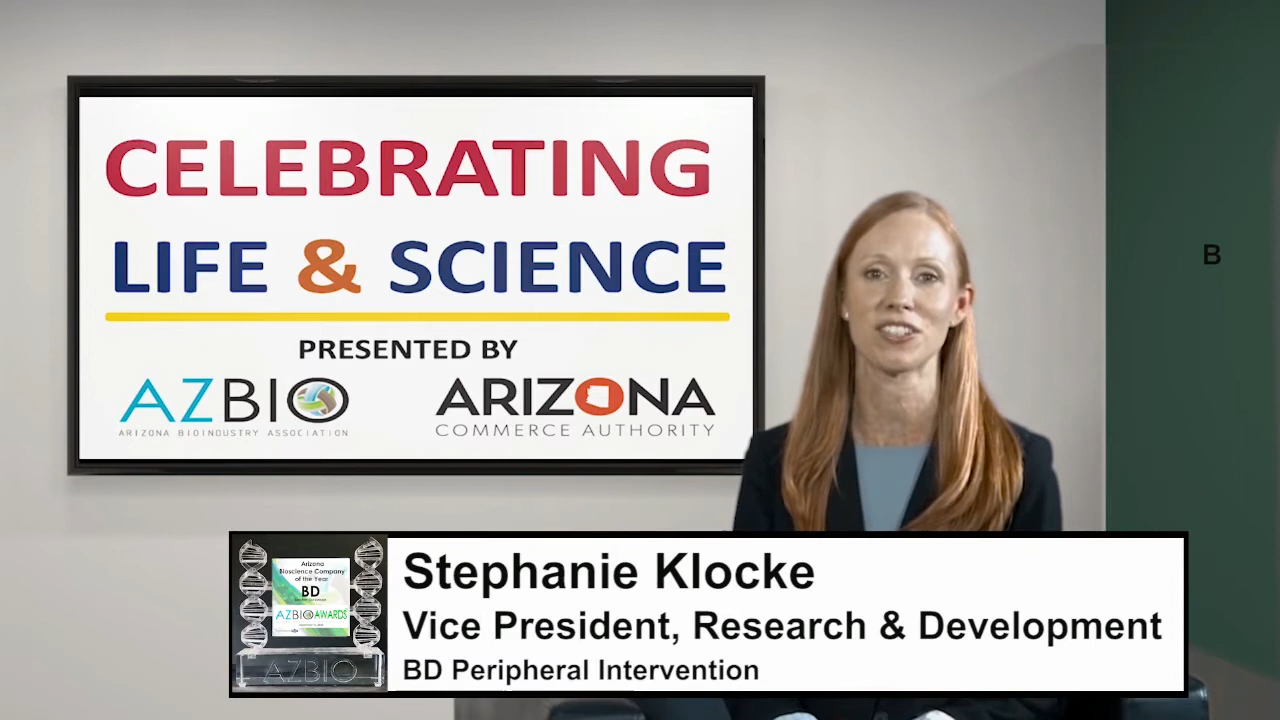 CELEBRATING
LIFE & SCIENCE
PRESENTED BY
AZBIO
ARIZONA BIOINDUSTRY ASSOCIATION
ARIZONA
COMMERCE AUTHORITY
B
Arizona
Bioscience Company
of the Year
BD
AZBIO AWARDS
AZBIO
Stephanie Klocke
Vice President, Research & Development
BD Peripheral Intervention